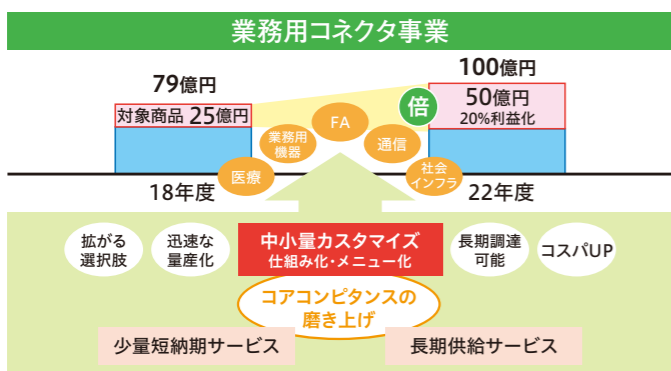 業務用コネクタ事業
79億円
対象商品 25億円
100億円
50億円
20%利益化
倍
FA
業務用
機器
通信
医療
社会
インフラ
18年度
22年度
拡がる
選択肢
迅速な
量産化
中小量カスタマイズ
仕組み化・メニュー化
長期調達
可能
コスパUP
コアコンピタンスの
磨き上げ
少量短納期サービス
長期供給サービス